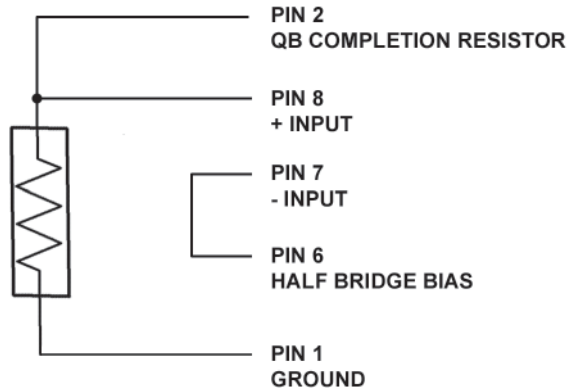 PIN 2
QB COMPLETION RESISTOR
PIN 8
+ INPUT
PIN 7
- INPUT
PIN 6
HALF BRIDGE BIAS
PIN 1
GROUND